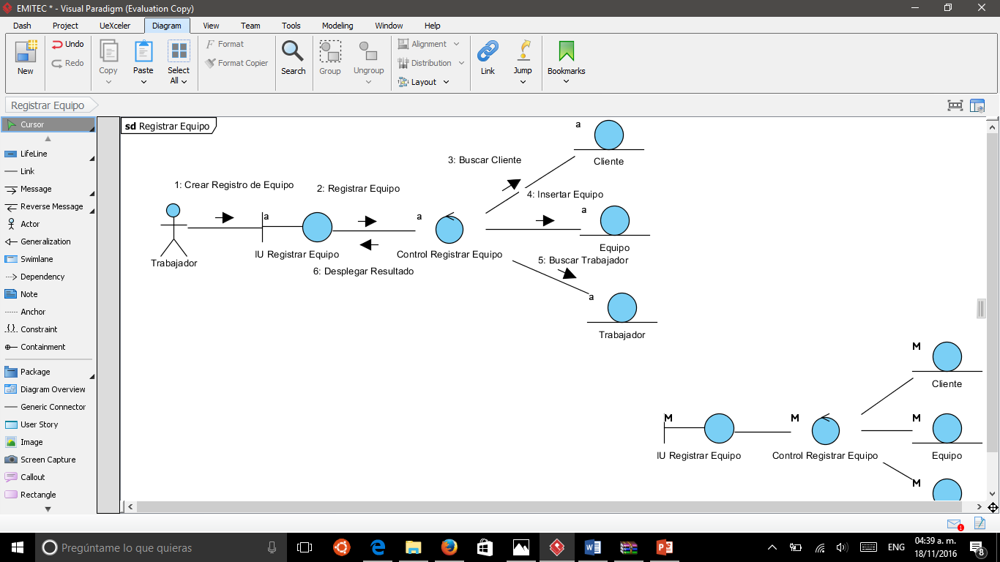 EMITEC * - Visual Paradigm (Evaluation Copy)
Dash Project UeXceler Diagram View Team Tools Modeling Window Help
New
Undo
Redo
Copy
Paste
Select All
Format
Format Copier
Search
Group
Ungroup
Alignment
Distribution
Layout
Link
Jump
Bookmarks
Registrar Equipo
Cursor
LifeLine
Link
Message
Reverse Message
Actor
Generalization
Swimlane
Dependency
Note
Anchor
Constraint
Containment
Package
Diagram Overview
Generic Connector
User Story
Image
Screen Capture
Callout
Rectangle
sd Registrar Equipo
a
Cliente
3: Buscar Cliente
1: Crear Registro de Equipo
2: Registrar Equipo
4: Insertar Equipo
a
a
a
Equipo
Trabajador
IU Registrar Equipo
Control Registrar Equipo
5: Buscar Trabajador
6: Desplegar Resultado
a
Trabajador
M
Cliente
M
M
M
IU Registrar Equipo
Control Registrar Equipo
Equipo
M
1
Pregúntame lo que quieras
ENG
04:39 a. m.
18/11/2016
8